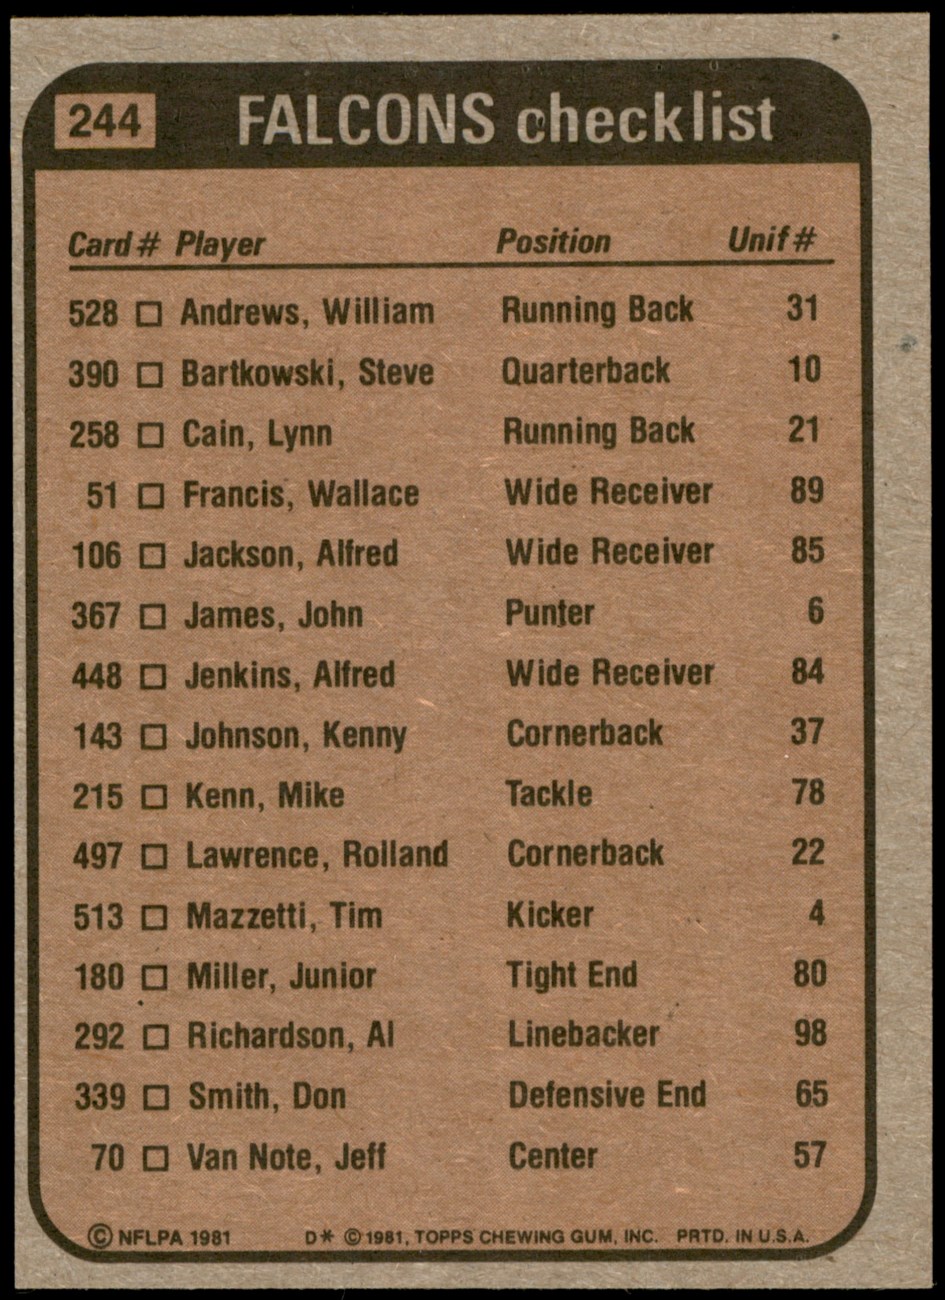 244 FALCONS checklist
Card # Player Position Unif #
528 □ Andrews, William Running Back 31
390 □ Bartkowski, Steve Quarterback 10
258 □ Cain, Lynn Running Back 21
51 □ Francis, Wallace Wide Receiver 89
106 □ Jackson, Alfred Wide Receiver 85
367 □ James, John Punter 6
448 □ Jenkins, Alfred Wide Receiver 84
143 □ Johnson, Kenny Cornerback 37
215 □ Kenn, Mike Tackle 78
497 □ Lawrence, Rolland Cornerback 22
513 □ Mazzetti, Tim Kicker 4
180 □ Miller, Junior Tight End 80
292 □ Richardson, Al Linebacker 98
339 □ Smith, Don Defensive End 65
70 □ Van Note, Jeff Center 57
© NFLPA 1981 D* © 1981, TOPPS CHEWING GUM, INC. PRTD. IN U.S.A.